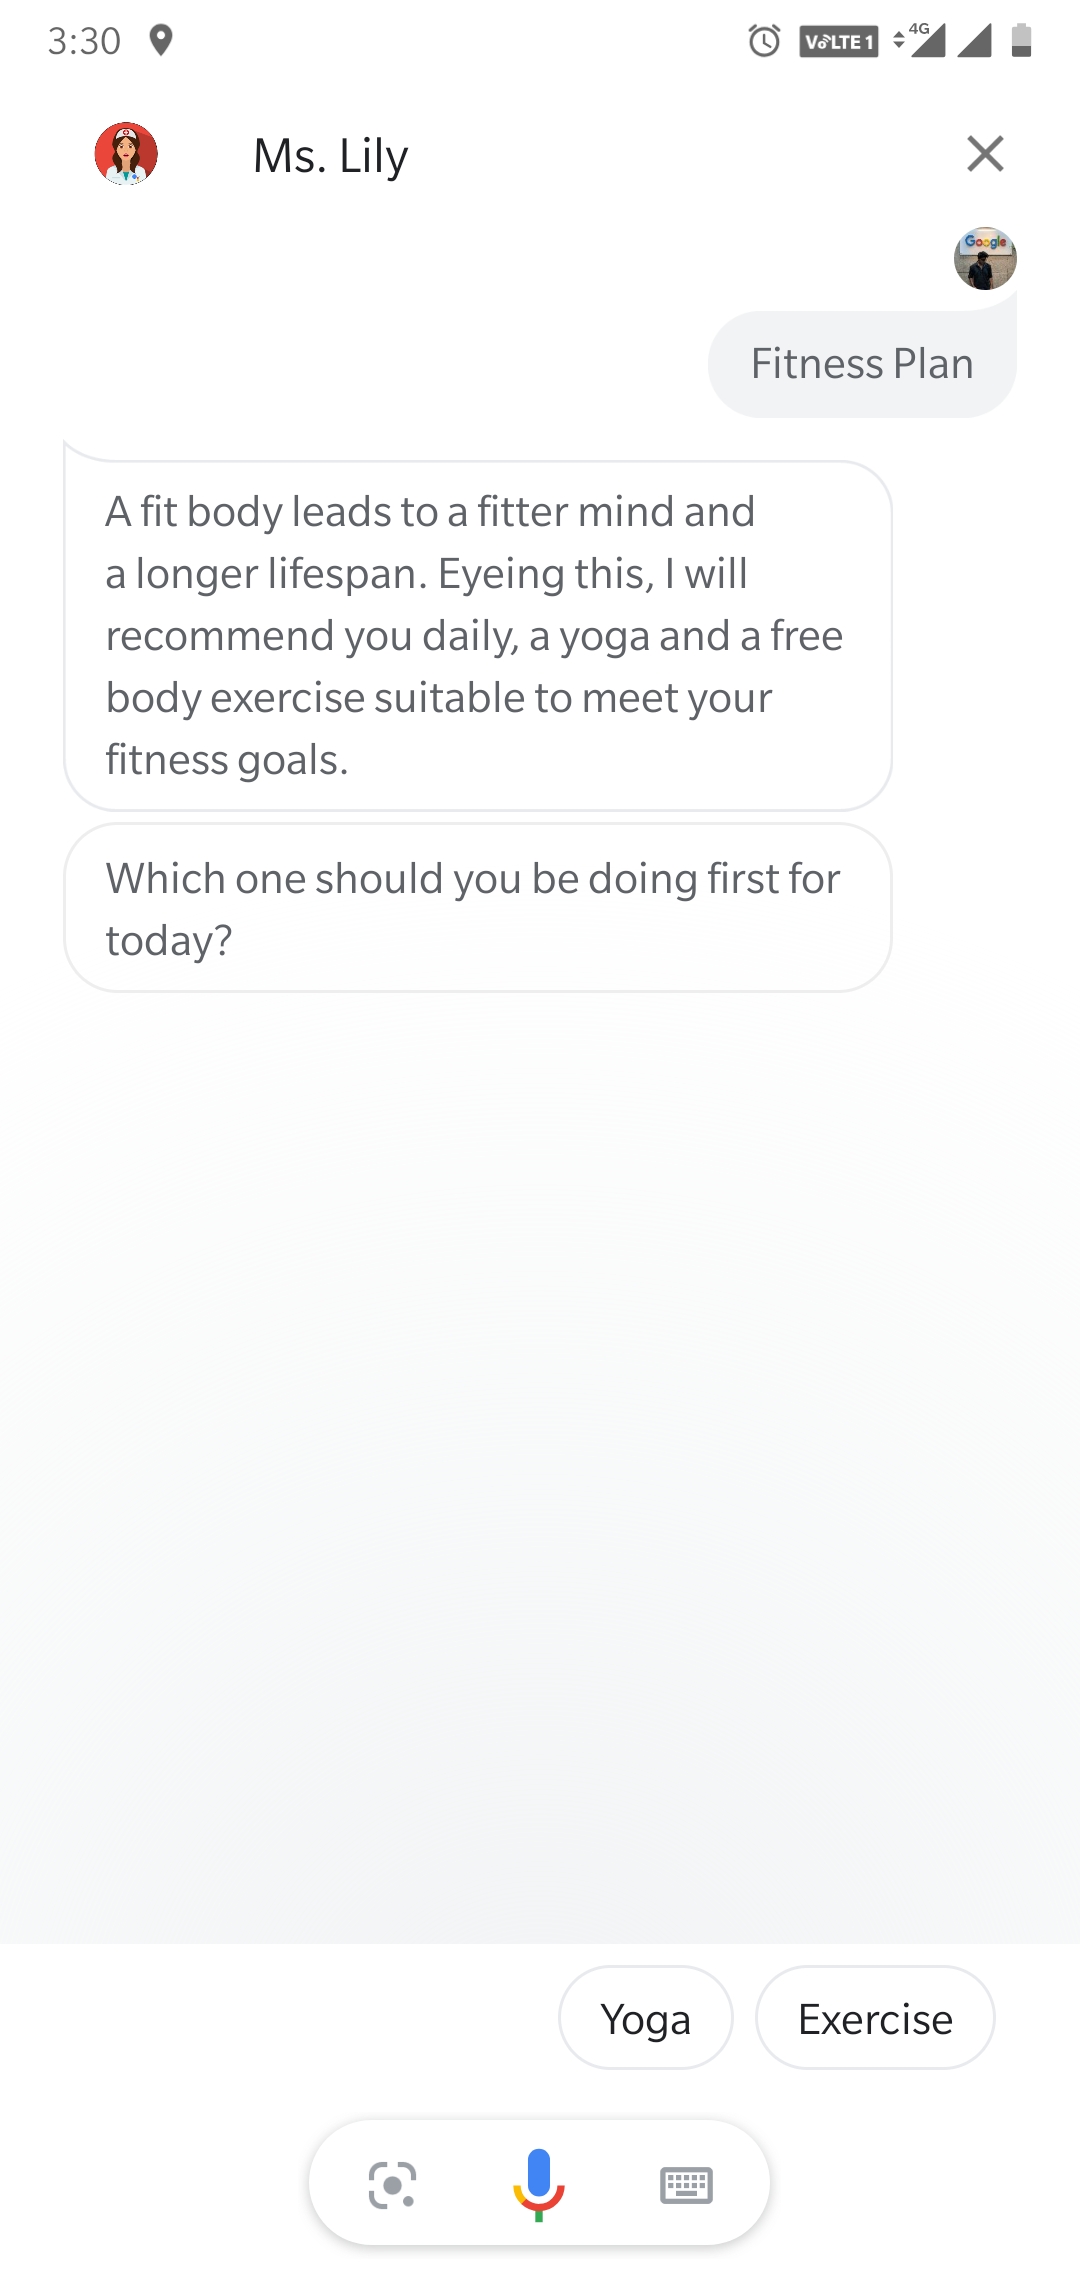 3:30
VoLTE 1
4G
Ms. Lily
Google
Fitness Plan
A fit body leads to a fitter mind and
a longer lifespan. Eyeing this, I will
recommend you daily, a yoga and a free
body exercise suitable to meet your
fitness goals.
Which one should you be doing first for
today?
Yoga
Exercise